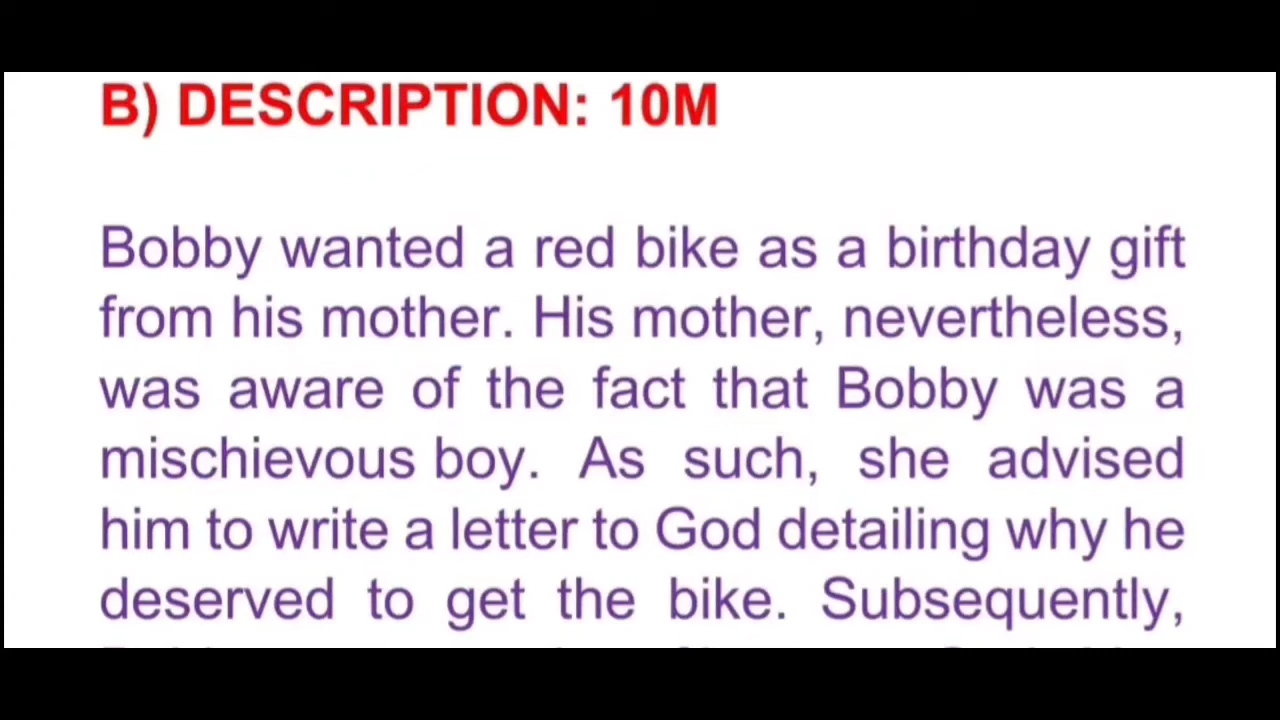 B) DESCRIPTION: 10M
Bobby wanted a red bike as a birthday gift
from his mother. His mother, nevertheless,
was aware of the fact that Bobby was a
mischievous boy. As such, she advised
him to write a letter to God detailing why he
deserved to get the bike. Subsequently,